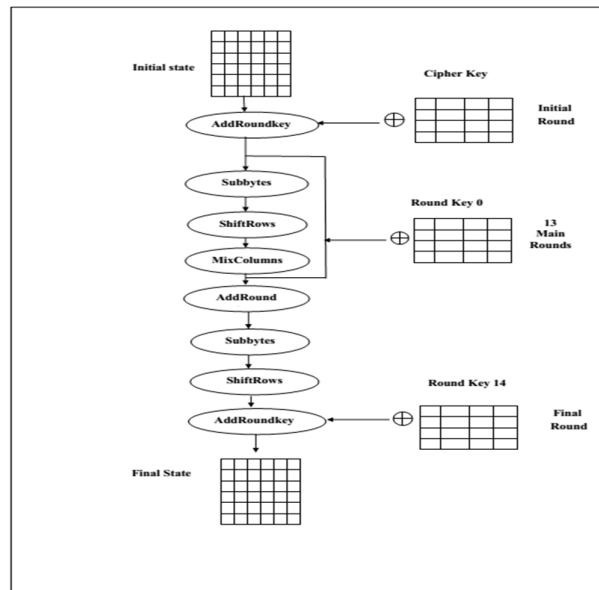 Initial state
Cipher Key
AddRoundkey
Initial
Round
Subbytes
ShiftRows
Round Key 0
13
Main
Rounds
MixColumns
AddRound
Subbytes
ShiftRows
Round Key 14
AddRoundkey
Final
Round
Final State